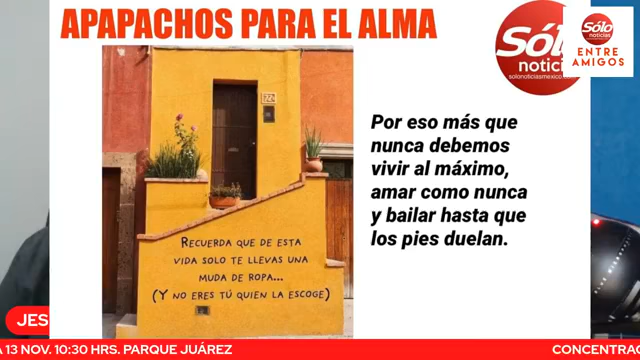 APAPACHOS PARA EL ALMA
Sólo
noticias
solonoticiasmexico.com
Sólo
noticias
ENTRE
AMIGOS
Por eso más que
nunca debemos
vivir al máximo,
amar como nunca
y bailar hasta que
los pies duelan.
RECUERDA QUE DE ESTA
VIDA SOLO TE LLEVAS UNA
MUDA DE ROPA...
(Y NO ERES TÚ QUIEN LA ESCOGE)
JES
A 13 NOV. 10:30 HRS. PARQUE JUÁREZ
CONCENTRAC